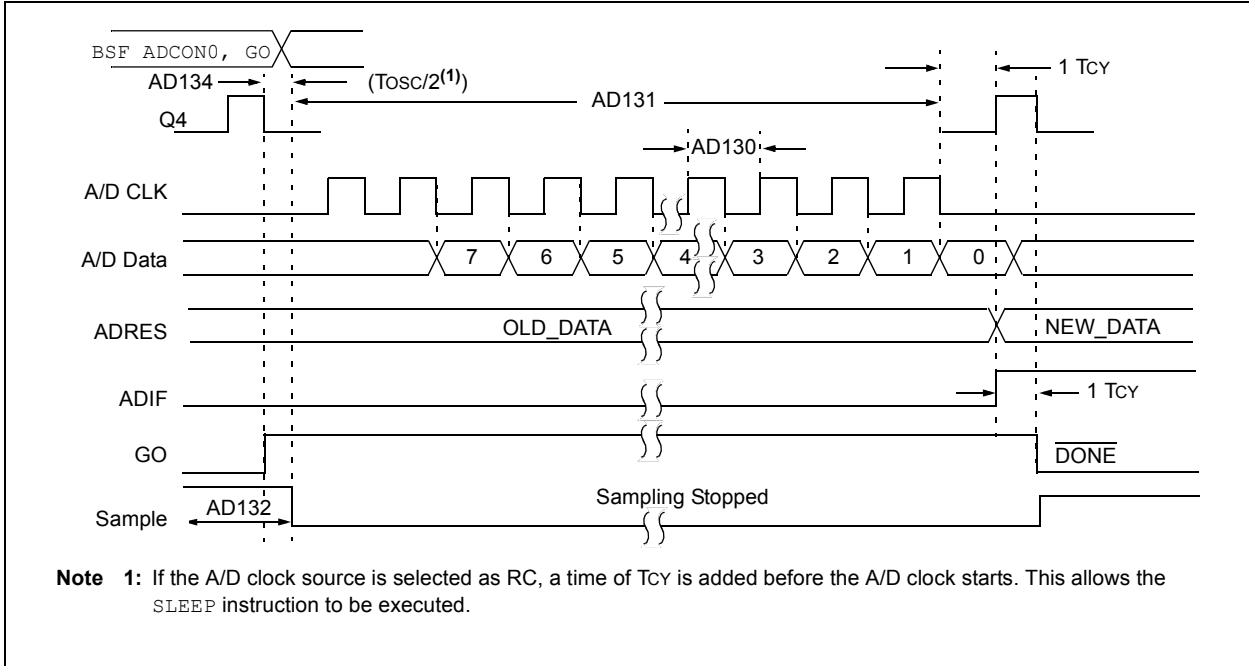 BSF ADCON0, GO
AD134
(TOSC/2(1))
1 TCY
AD131
Q4
AD130
A/D CLK
A/D Data
7
6
5
4
3
2
1
0
ADRES
OLD_DATA
NEW_DATA
ADIF
1 TCY
GO
DONE
Sample
AD132
Sampling Stopped
Note 1: If the A/D clock source is selected as RC, a time of TCY is added before the A/D clock starts. This allows the
SLEEP instruction to be executed.